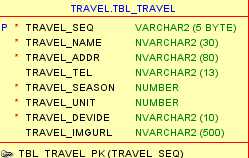 TRAVEL.TBL_TRAVEL
P * TRAVEL_SEQ VARCHAR2 (5 BYTE)
* TRAVEL_NAME NVARCHAR2 (30)
* TRAVEL_ADDR NVARCHAR2 (80)
TRAVEL_TEL NVARCHAR2 (13)
* TRAVEL_SEASON NUMBER
* TRAVEL_UNIT NUMBER
* TRAVEL_DEVIDE NVARCHAR2 (10)
TRAVEL_IMGURL NVARCHAR2 (500)
TBL_TRAVEL_PK (TRAVEL_SEQ)